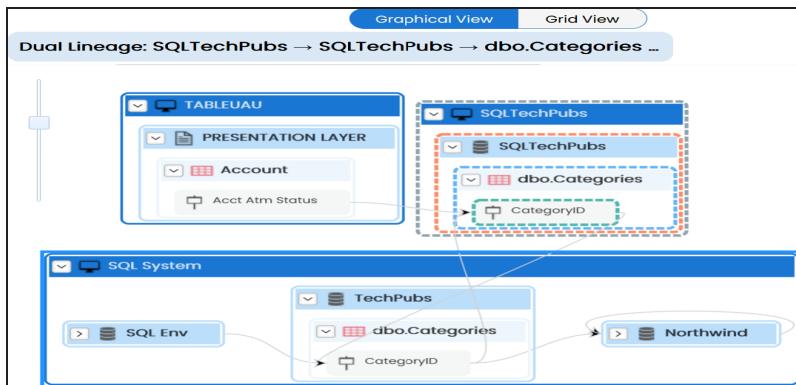 Graphical View
Grid View
Dual Lineage: SQLTechPubs → SQLTechPubs → dbo.Categories ...
TABLEUAU
PRESENTATION LAYER
Account
Acct Atm Status
SQLTechPubs
SQLTechPubs
dbo.Categories
CategoryID
SQL System
SQL Env
TechPubs
dbo.Categories
CategoryID
Northwind